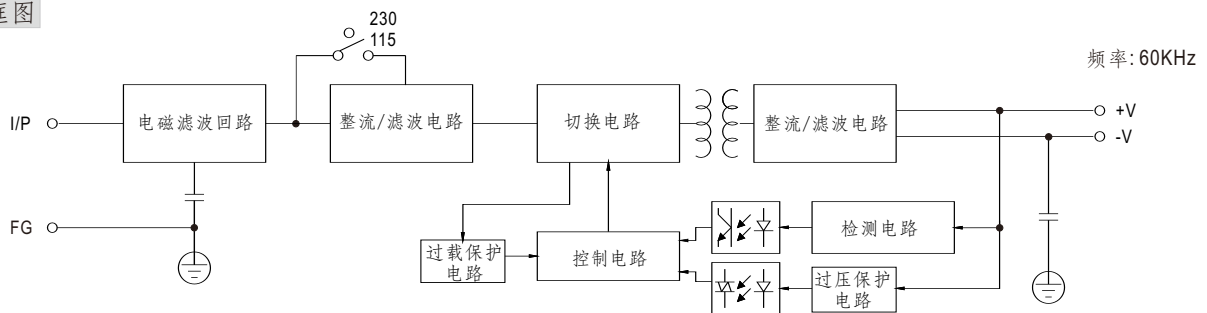 框图
230
115
频率: 60KHz
I/P
电磁滤波回路
整流/滤波电路
切换电路
整流/滤波电路
+V
-V
FG
过载保护
电路
控制电路
检测电路
过压保护
电路